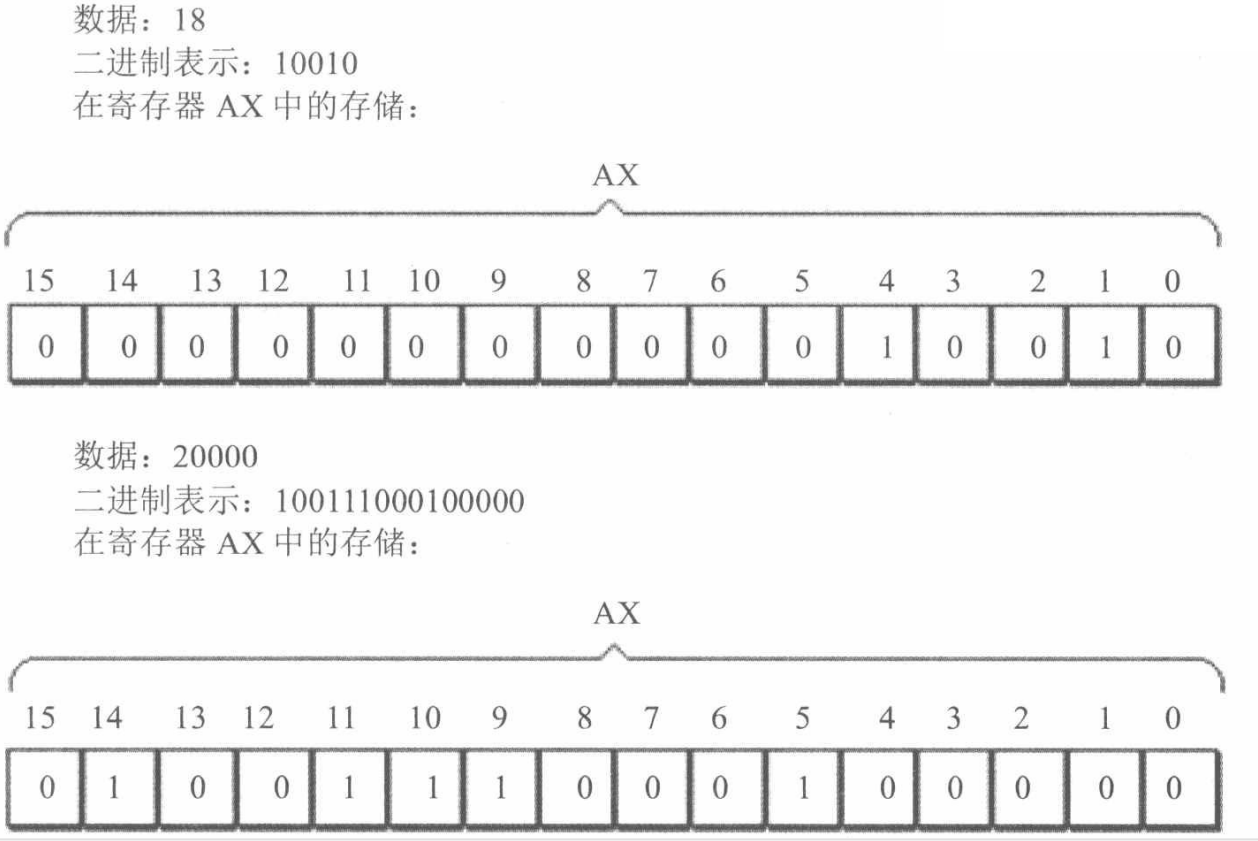 数据：18
二进制表示：10010
在寄存器 AX 中的存储：
AX
15 14 13 12 11 10 9 8 7 6 5 4 3 2 1 0
0 0 0 0 0 0 0 0 0 0 0 1 0 0 1 0
数据：20000
二进制表示：100111000100000
在寄存器 AX 中的存储：
AX
15 14 13 12 11 10 9 8 7 6 5 4 3 2 1 0
0 1 0 0 1 1 1 0 0 0 1 0 0 0 0 0